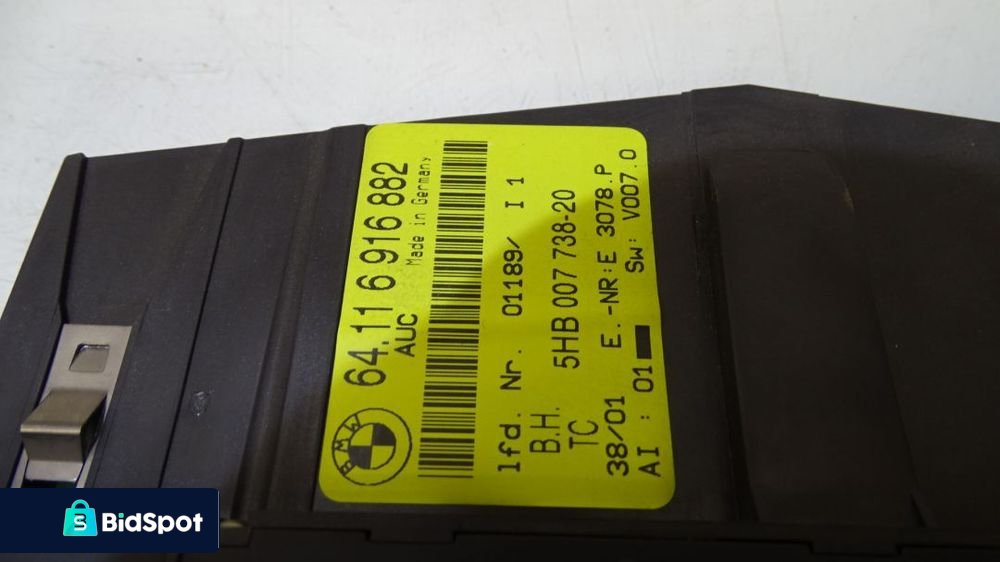 BMW
64.11 6 916 882
AUC Made in Germany
lfd. Nr. 01189/ I 1
B.H. 5HB 007 738-20
TC
38/01 E.-NR:E 3078.P
AI : 01 SW: V007.0
BidSpot